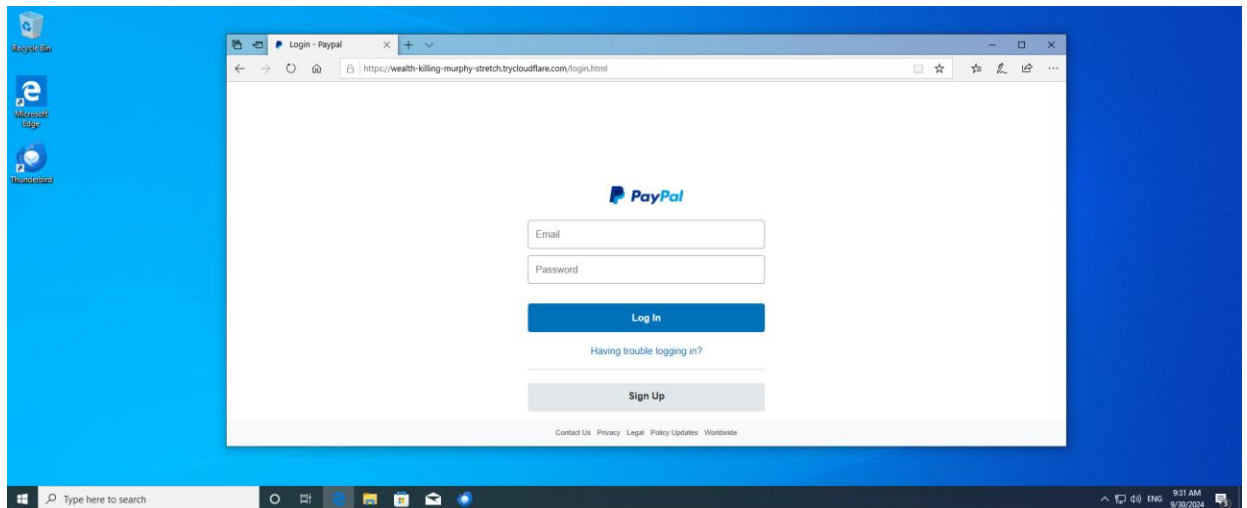 Recycle Bin
Login - Paypal
https://wealth-killing-murphy-stretch.trycloudflare.com/login.html
Microsoft
Edge
Thunderbird
PayPal
Email
Password
Log In
Having trouble logging in?
Sign Up
Contact Us Privacy Legal Policy Updates Worldwide
Type here to search
ENG
9:31 AM
9/30/2024